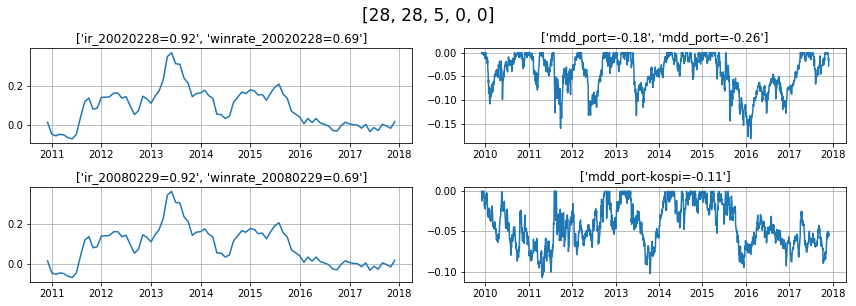 [28, 28, 5, 0, 0]
['ir_20020228=0.92', 'winrate_20020228=0.69']
0.2
0.0
2011 2012 2013 2014 2015 2016 2017 2018
['mdd_port=-0.18', 'mdd_port=-0.26']
0.00
−0.05
−0.10
−0.15
2010 2011 2012 2013 2014 2015 2016 2017 2018
['ir_20080229=0.92', 'winrate_20080229=0.69']
0.2
0.0
2011 2012 2013 2014 2015 2016 2017 2018
['mdd_port-kospi=-0.11']
0.00
−0.05
−0.10
2010 2011 2012 2013 2014 2015 2016 2017 2018